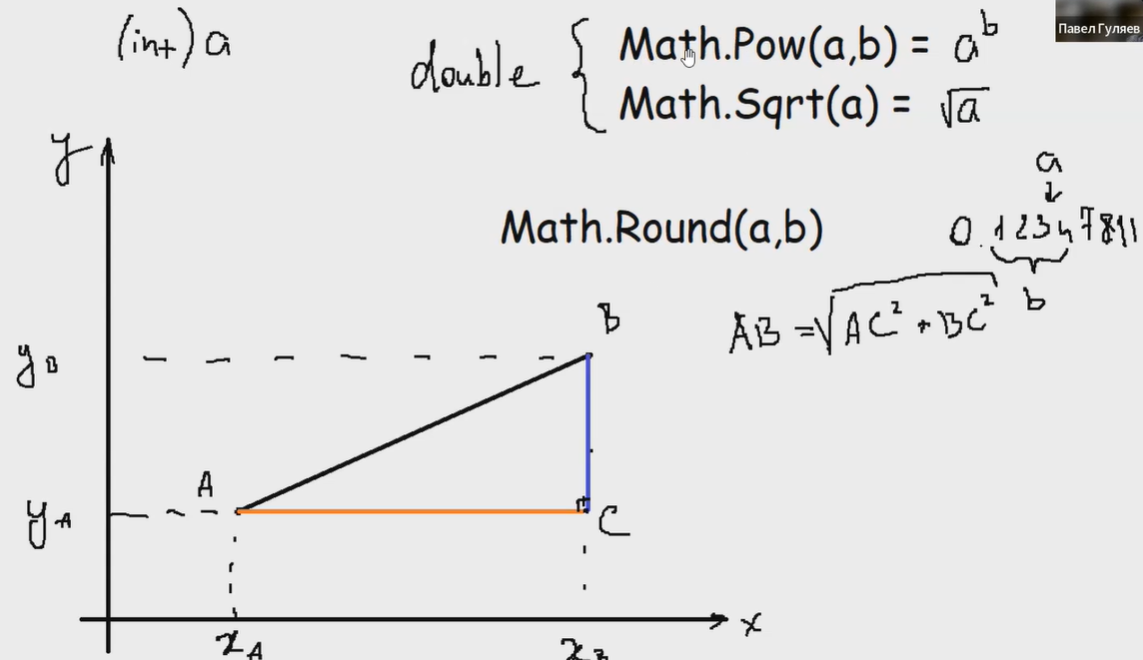 Павел Гуляев
(int) a
double { Math.Pow(a,b) = a^b
Math.Sqrt(a) = √a
y
a
↓
Math.Round(a,b)
0.12347811
b
AB = √AC² + BC²
B
y_B
A
y_A
C
x
x_A
x_B